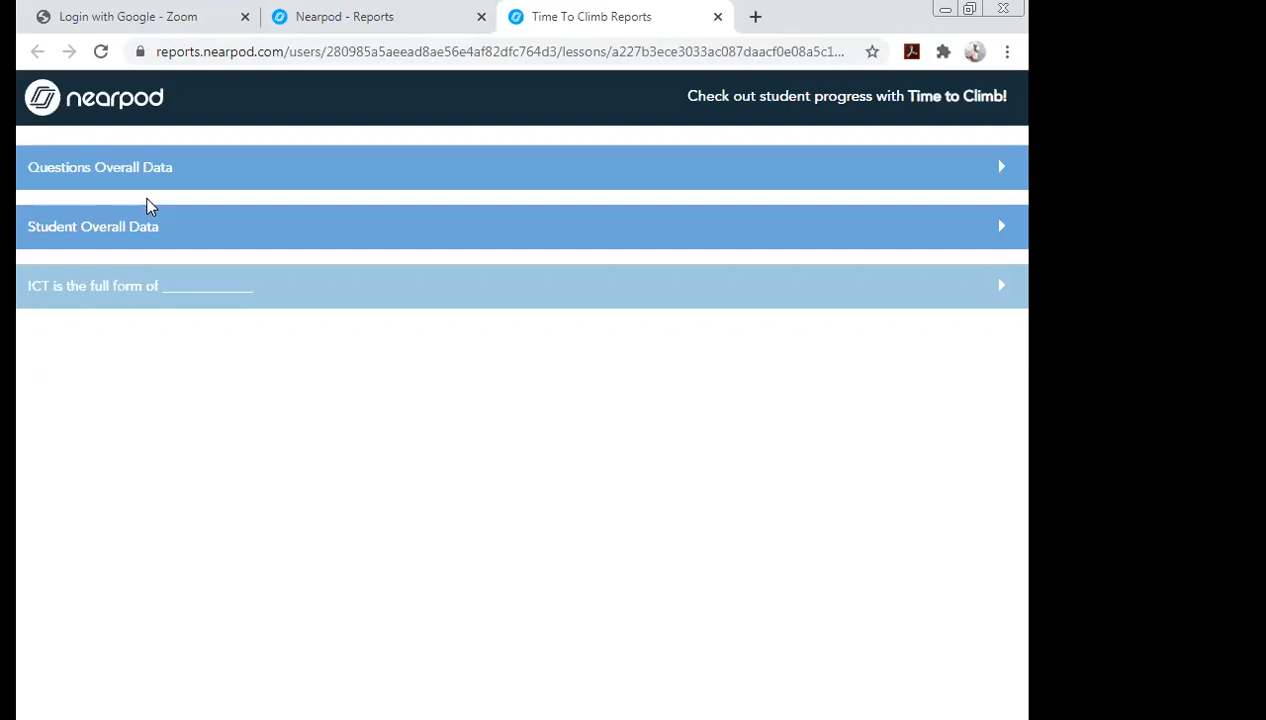 Login with Google - Zoom
Nearpod - Reports
Time To Climb Reports
reports.nearpod.com/users/280985a5aeead8ae56e4af82dfc764d3/lessons/a227b3ece3033ac087daacf0e08a5c1...
nearpod
Check out student progress with Time to Climb!
Questions Overall Data
Student Overall Data
ICT is the full form of _____________